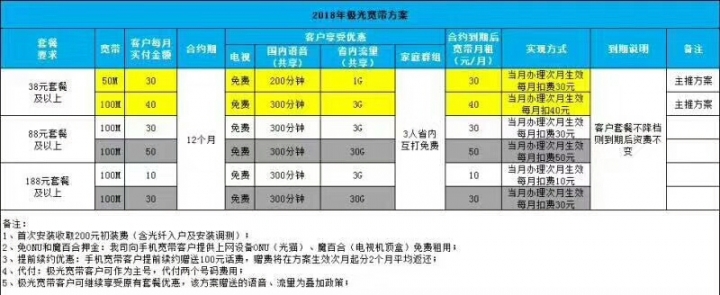 2018年极光宽带方案
套餐要求 宽带 客户每月实付金额 合约期 客户享受优惠 合约到期后宽带月租(元/月) 实现方式 到期说明 备注
电视 国内语音(共享) 省内流量(共享) 家庭群组
38元套餐及以上 50M 30 12个月 免费 200分钟 1G 3人省内互打免费 30 当月办理次月生效每月扣费30元 客户套餐不降档则到期后资费不变 主推方案
100M 40 免费 300分钟 3G 40 当月办理次月生效每月扣40元 主推方案
88元套餐及以上 100M 30 免费 300分钟 3G 30 当月办理次月生效每月扣费30元
100M 50 免费 300分钟 30G 50 当月办理次月生效每月扣费50元
188元套餐及以上 100M 10 免费 300分钟 3G 10 当月办理次月生效每月扣费10元
100M 30 免费 300分钟 30G 30 当月办理次月生效每月扣费30元
备注:
1、首次安装收取200元初装费(含光纤入户及安装调测);
2、免ONU和魔百合押金:我司向手机宽带客户提供上网设备ONU(光猫)、魔百合(电视机顶盒)免费租用;
3、提前续约优惠:手机宽带客户提前续约赠送100元话费,赠费将在方案生效次月起分2个月平均返还;
4、代付:极光宽带客户可作为主号,代付两个号码费用;
5、极光宽带客户可继续享受原有套餐优惠,该方案赠送的语音、流量为叠加政策;